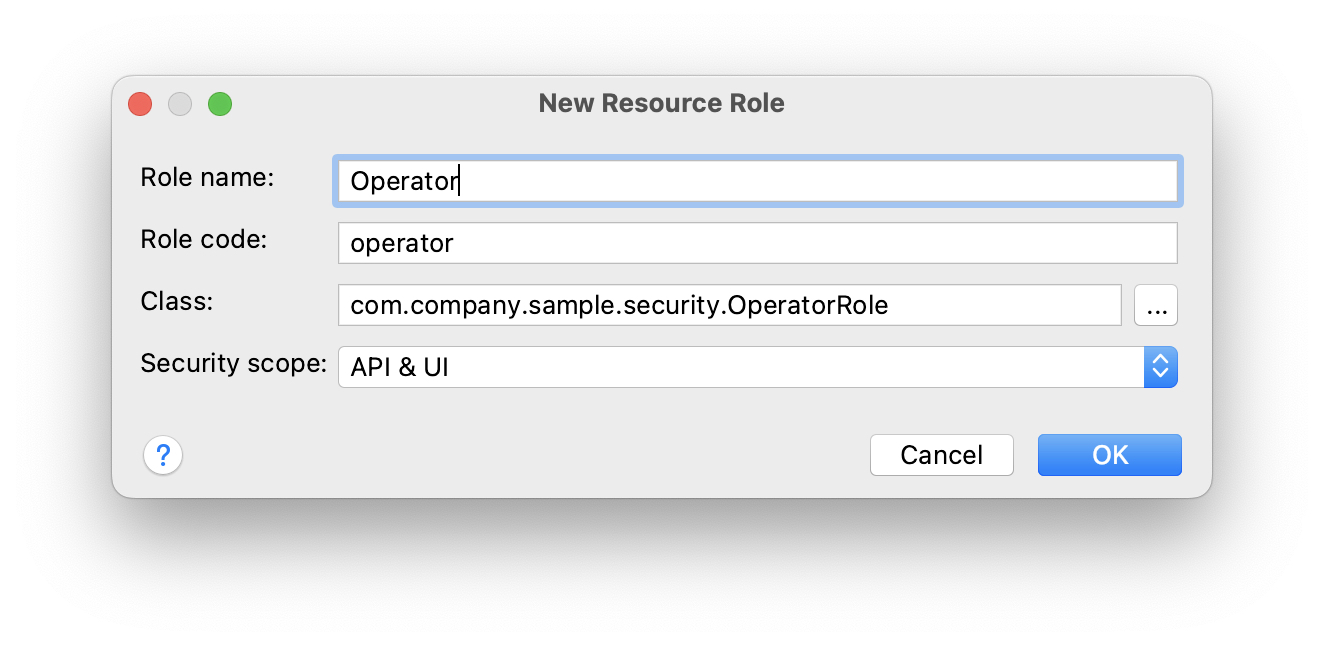 New Resource Role
Role name: Operator
Role code: operator
Class: com.company.sample.security.OperatorRole ...
Security scope: API & UI
? Cancel OK